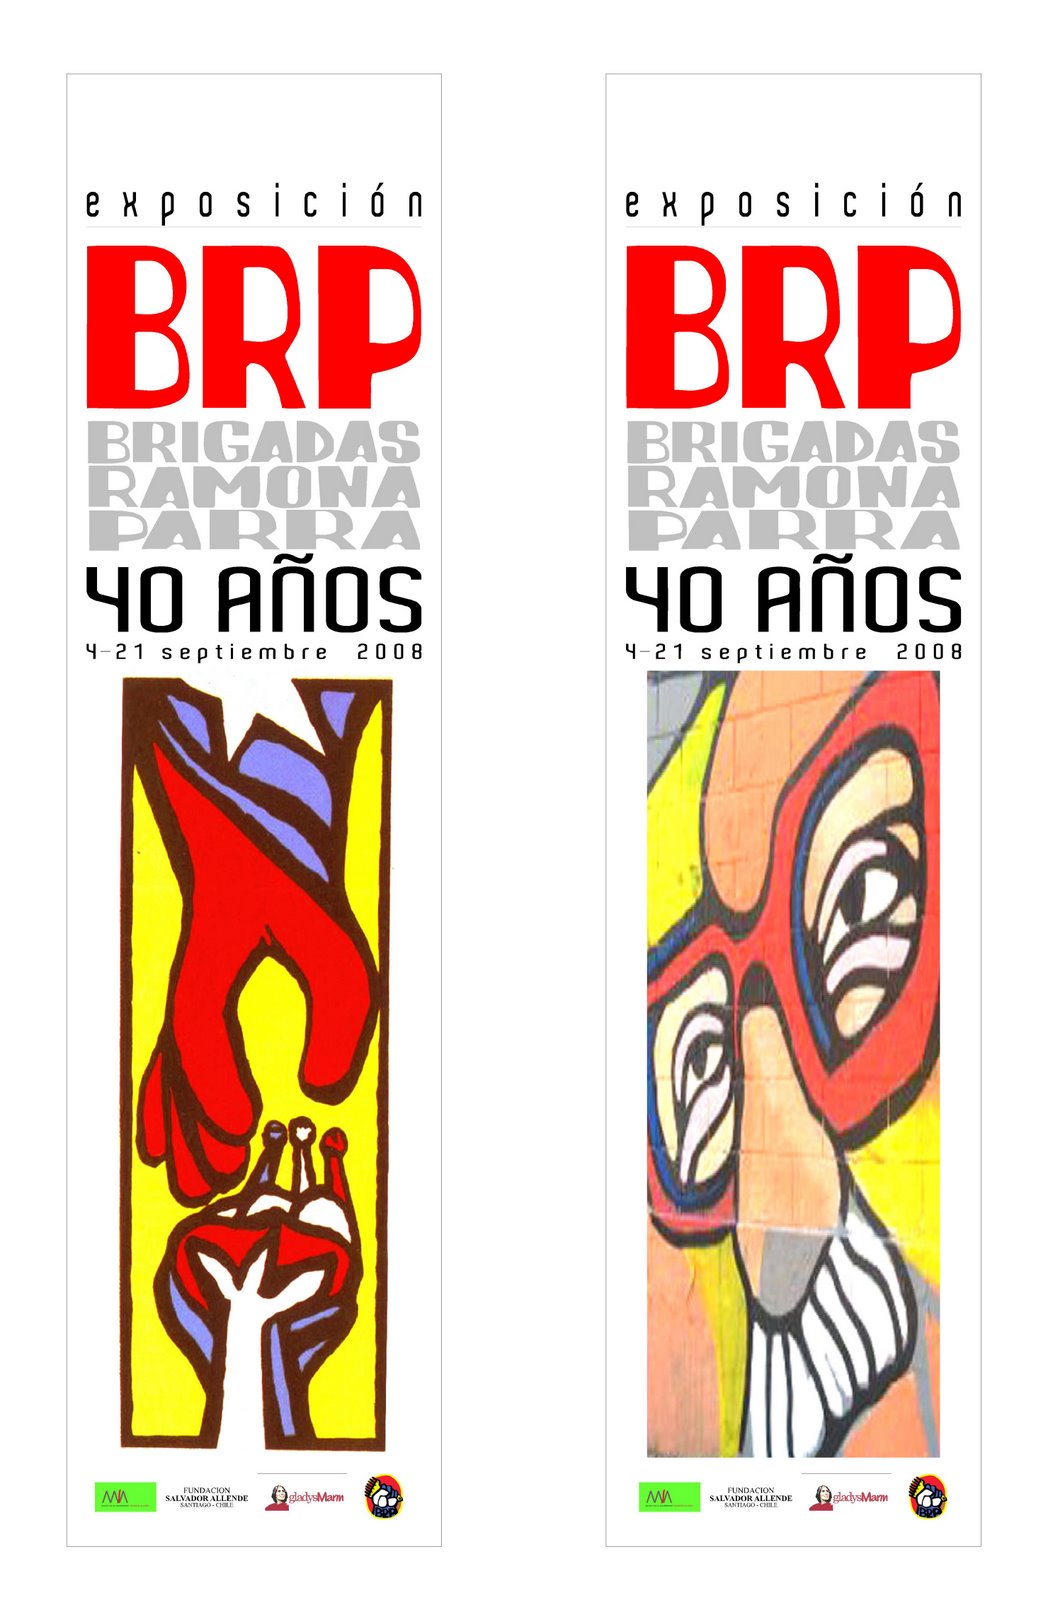 exposición
BRP
BRIGADAS
RAMONA
PARRA
40 AÑOS
4-21 septiembre 2008
FUNDACION
SALVADOR ALLENDE
SANTIAGO - CHILE
gladysMarin
BRP
exposición
BRP
BRIGADAS
RAMONA
PARRA
40 AÑOS
4-21 septiembre 2008
FUNDACION
SALVADOR ALLENDE
SANTIAGO - CHILE
gladysMarin
BRP